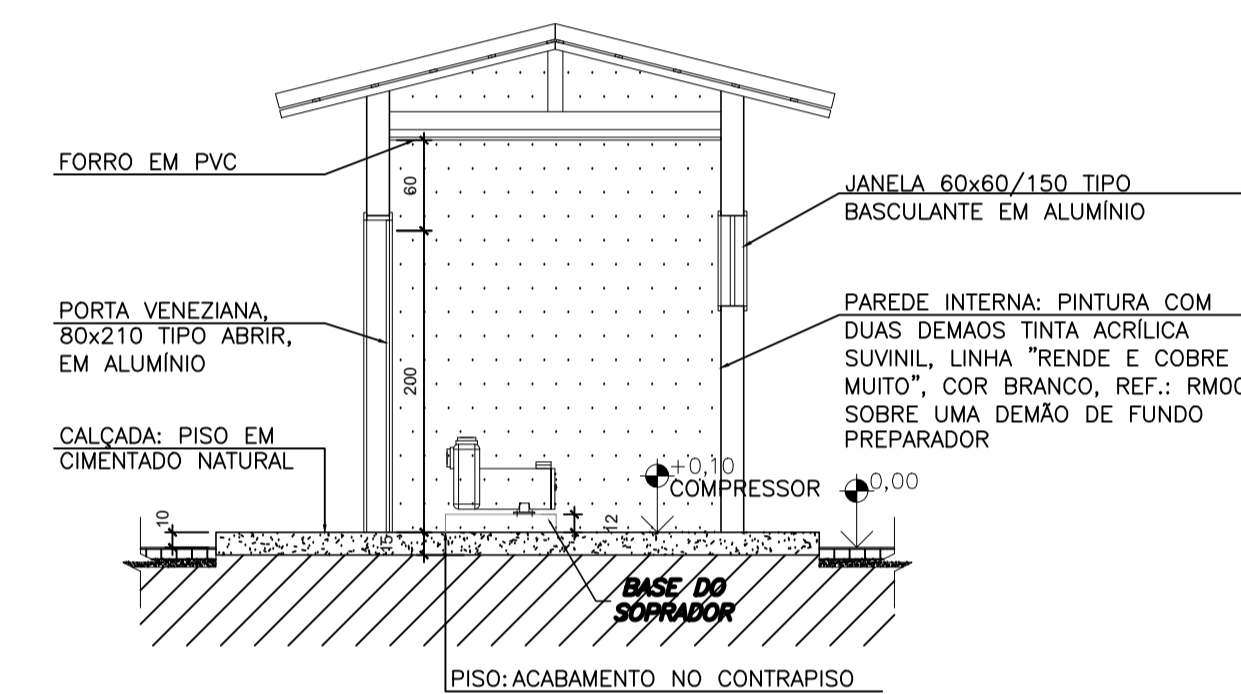 FORRO EM PVC
60
JANELA 60x60/150 TIPO
BASCULANTE EM ALUMÍNIO
PORTA VENEZIANA,
80x210 TIPO ABRIR,
EM ALUMÍNIO
200
PAREDE INTERNA: PINTURA COM
DUAS DEMAOS TINTA ACRÍLICA
SUVINIL, LINHA "RENDE E COBRE
MUITO", COR BRANCO, REF.:
SOBRE UMA DEMÃO DE FUNDO
PREPARADOR
CALÇADA: PISO EM
CIMENTADO NATURAL
+0,10
COMPRESSOR
0,00
10
12
15
BASE DO
SOPRADOR
PISO: ACABAMENTO NO CONTRAPISO